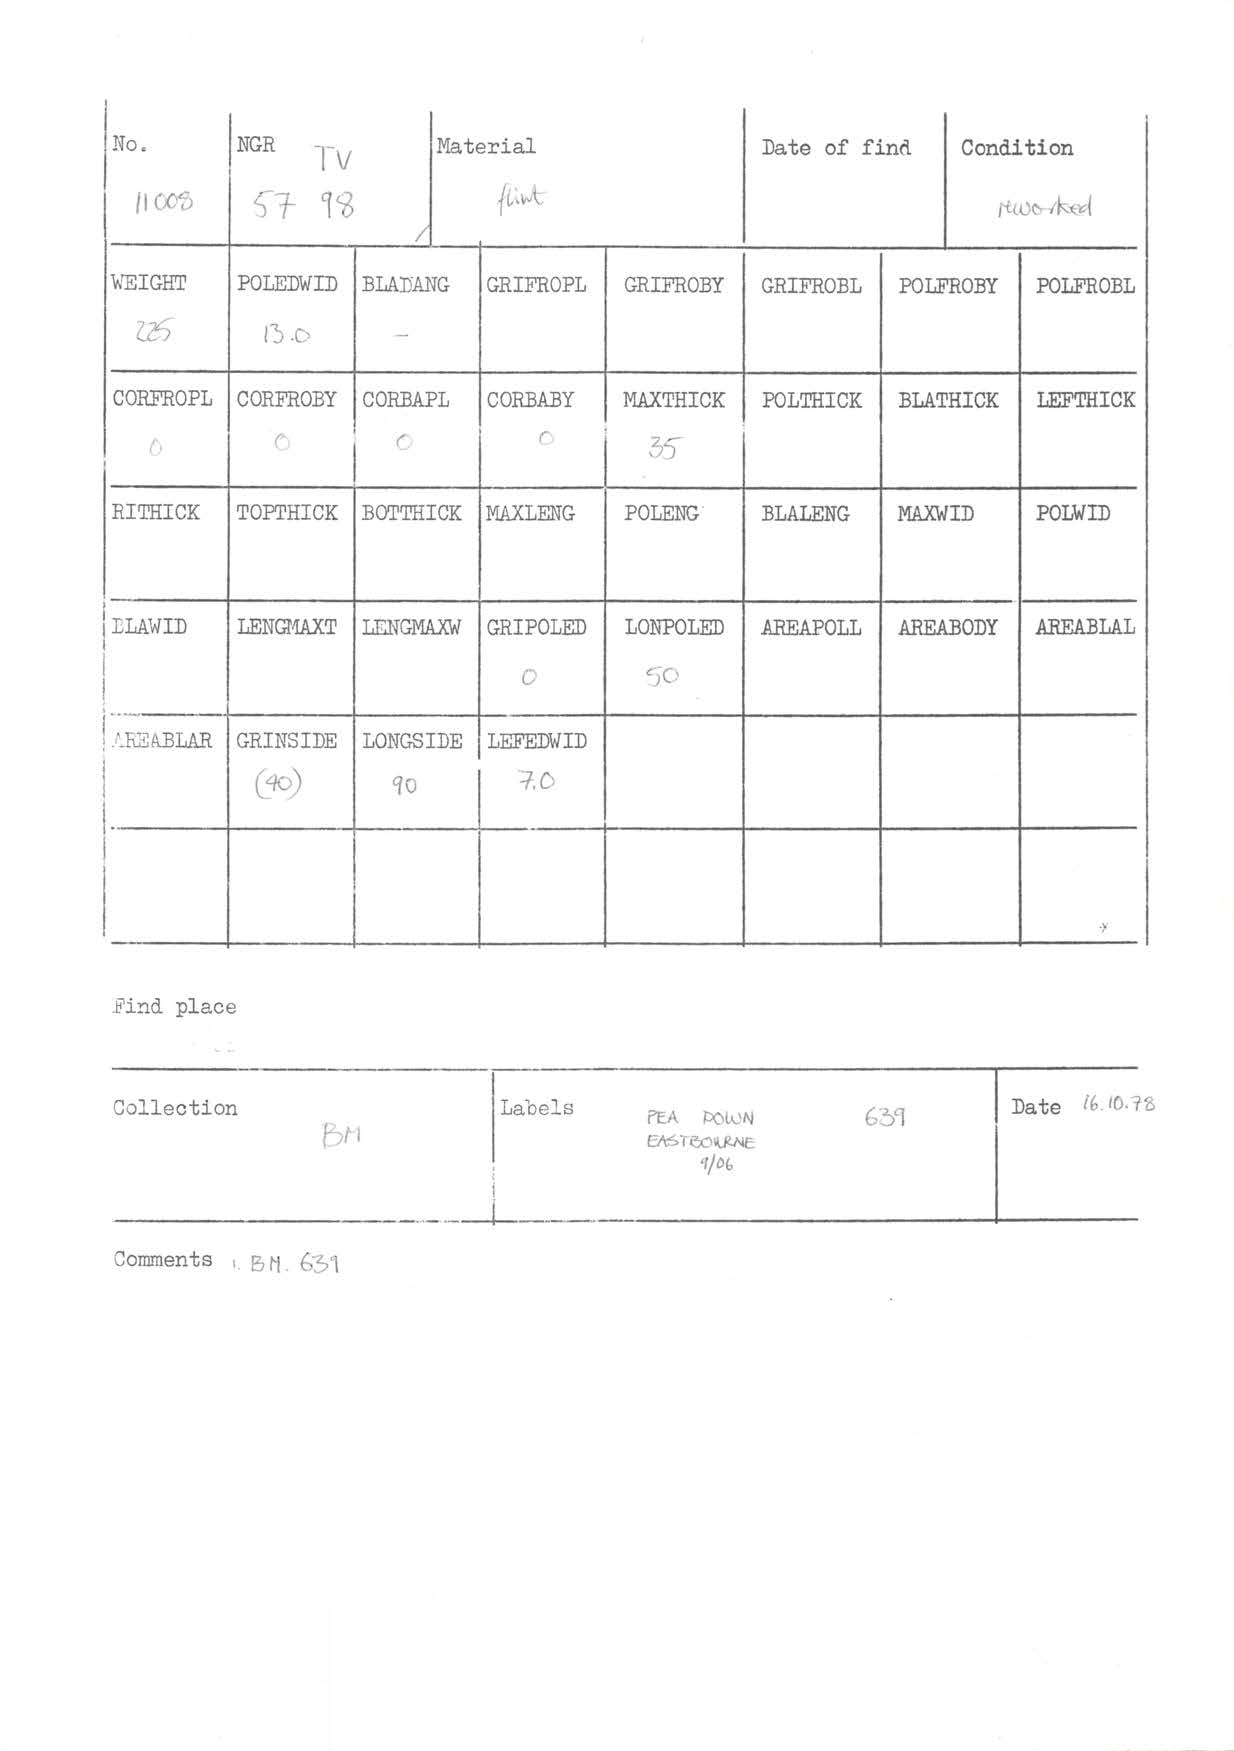 No. NGR TV Material Date of find Condition
11008 57 98 flint reworked
WEIGHT POLEDWID BLADANG GRIFROPL GRIFROBY GRIFROBL POLFROBY POLFROBL
225 13.0 -
CORFROPL CORFROBY CORBAPL CORBABY MAXTHICK POLTHICK BLATHICK LEFTHICK
0 0 0 0 35
RITHICK TOPTHICK BOTTHICK MAXLENG POLENG BLALENG MAXWID POLWID
BLAWID LENGMAXT LENGMAXW GRIPOLED LONPOLED AREAPOLL AREABODY AREABLAL
0 50
AREABLAR GRINSIDE LONGSIDE LEFEDWID
(40) 90 7.0
Find place
Collection Labels Date 16.10.78
BM PEA DOWN 639
EASTBOURNE
9/06
Comments 1. BM. 639